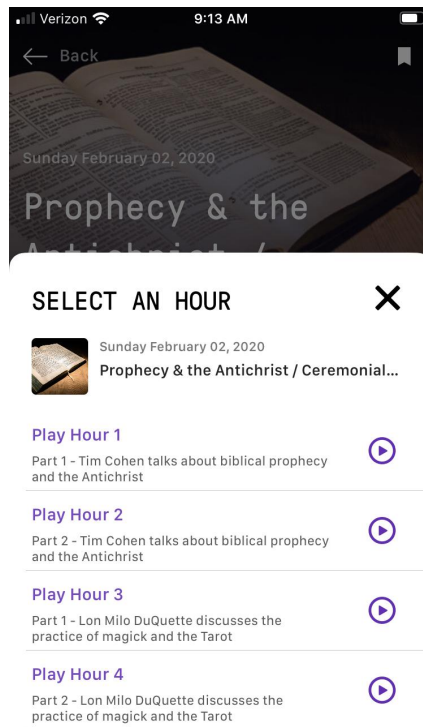 Verizon 9:13 AM
Back
Sunday February 02, 2020
Prophecy & the
Antichrist /
SELECT AN HOUR
Sunday February 02, 2020
Prophecy & the Antichrist / Ceremonial...
Play Hour 1
Part 1 - Tim Cohen talks about biblical prophecy
and the Antichrist
Play Hour 2
Part 2 - Tim Cohen talks about biblical prophecy
and the Antichrist
Play Hour 3
Part 1 - Lon Milo DuQuette discusses the
practice of magick and the Tarot
Play Hour 4
Part 2 - Lon Milo DuQuette discusses the
practice of magick and the Tarot